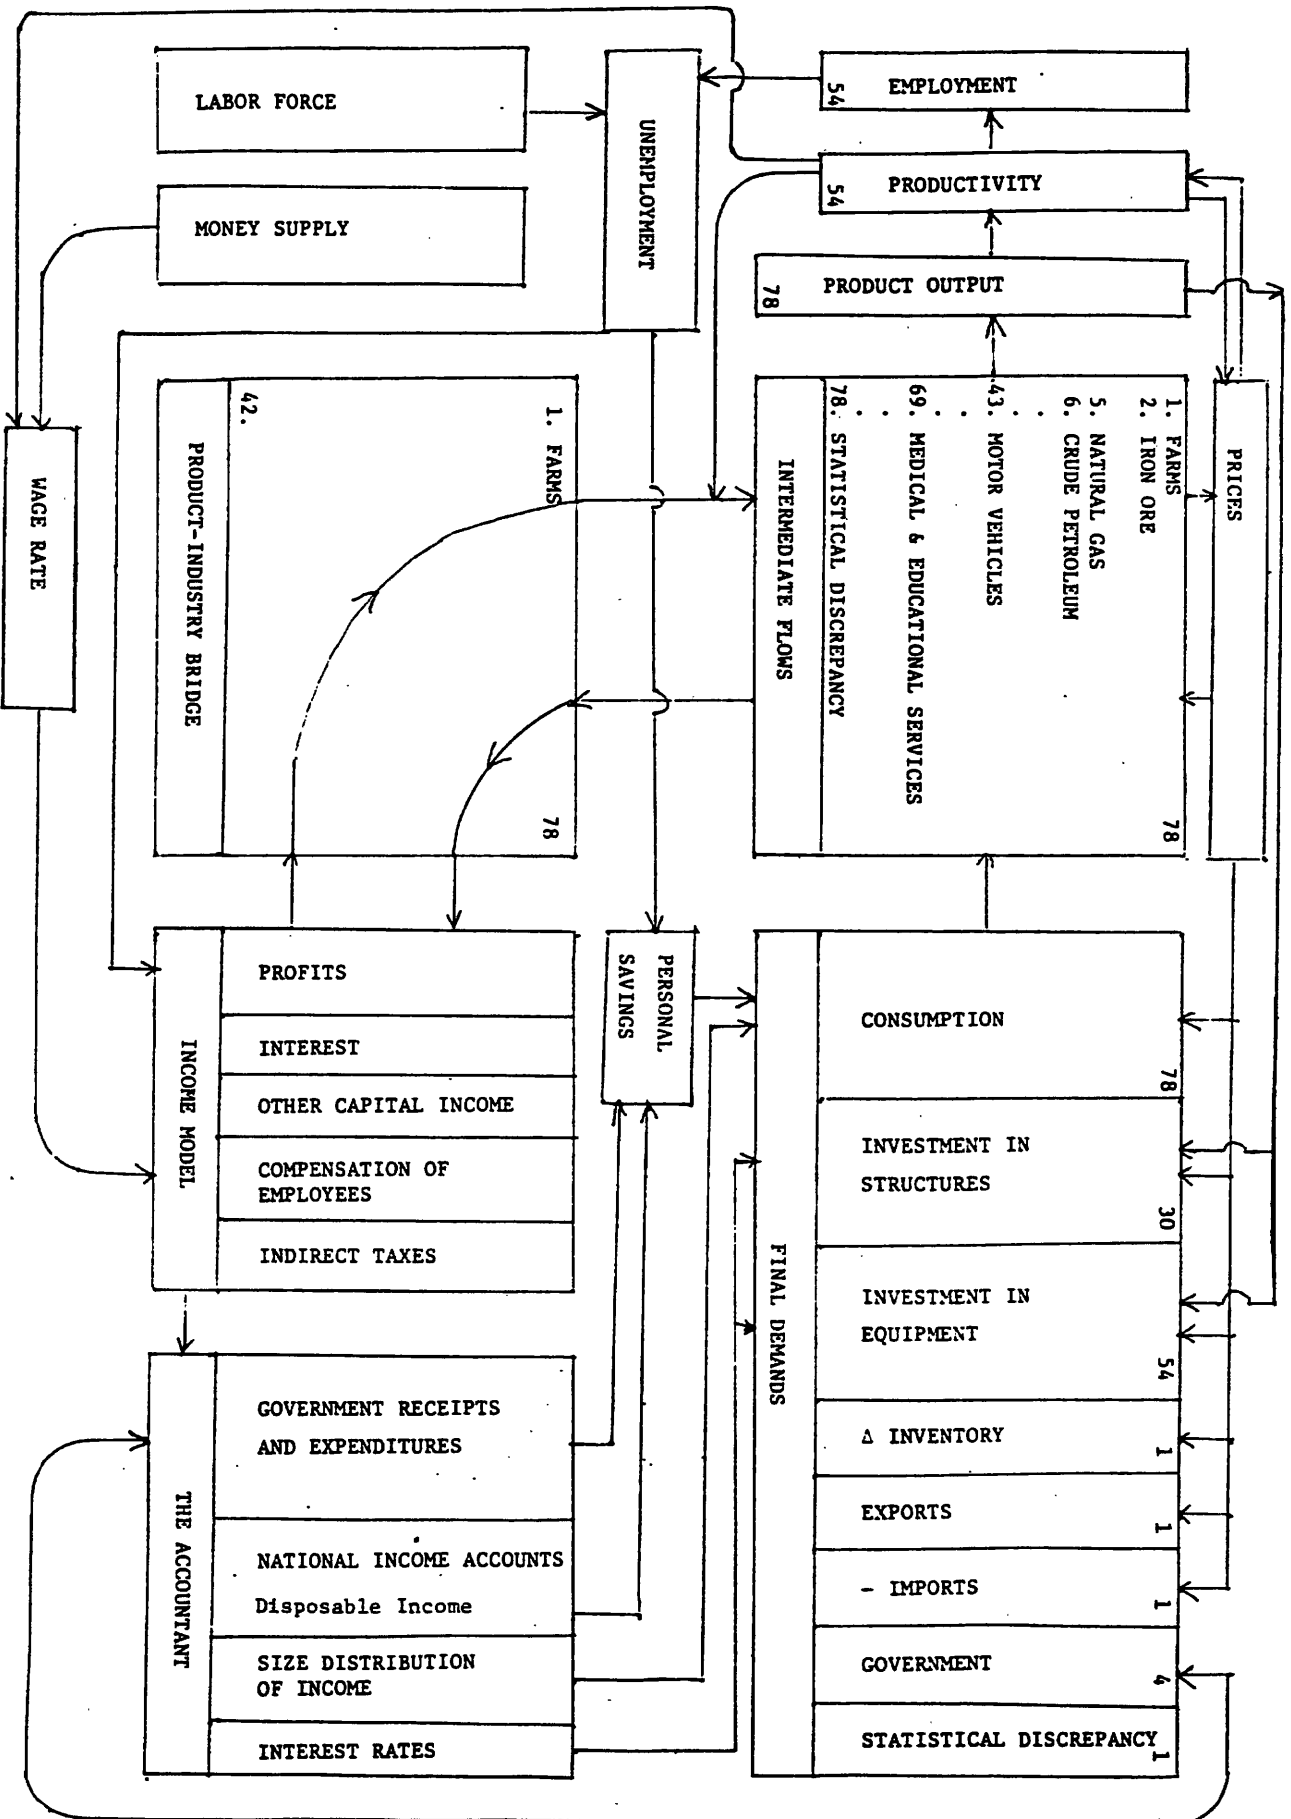 LABOR FORCE
MONEY SUPPLY
UNEMPLOYMENT
EMPLOYMENT
54
PRODUCTIVITY
54
PRODUCT OUTPUT
78
WAGE RATE
PRODUCT-INDUSTRY BRIDGE
1. FARMS
42.
78
INTERMEDIATE FLOWS
1. FARMS
2. IRON ORE
5. NATURAL GAS
6. CRUDE PETROLEUM
43. MOTOR VEHICLES
69. MEDICAL & EDUCATIONAL SERVICES
78. STATISTICAL DISCREPANCY
78
PRICES
INCOME MODEL
PROFITS
INTEREST
OTHER CAPITAL INCOME
COMPENSATION OF
EMPLOYEES
INDIRECT TAXES
PERSONAL
SAVINGS
FINAL DEMANDS
CONSUMPTION
78
INVESTMENT IN
STRUCTURES
30
INVESTMENT IN
EQUIPMENT
54
Δ INVENTORY
1
EXPORTS
1
- IMPORTS
1
GOVERNMENT
4
STATISTICAL DISCREPANCY
1
THE ACCOUNTANT
GOVERNMENT RECEIPTS
AND EXPENDITURES
NATIONAL INCOME ACCOUNTS
Disposable Income
SIZE DISTRIBUTION
OF INCOME
INTEREST RATES